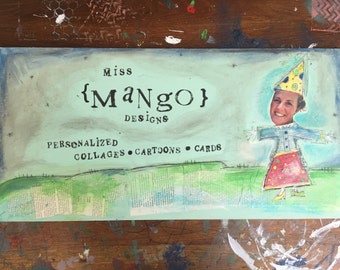 Miss
{MaNgo}
DESIGNS
PERSONALIZED
COLLAGES • CARTOONS • CARDS